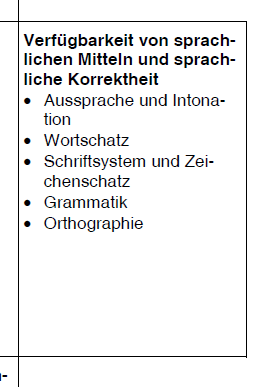 Verfügbarkeit von sprach-
lichen Mitteln und sprach-
liche Korrektheit
• Aussprache und Intona-
tion
• Wortschatz
• Schriftsystem und Zei-
chenschatz
• Grammatik
• Orthographie